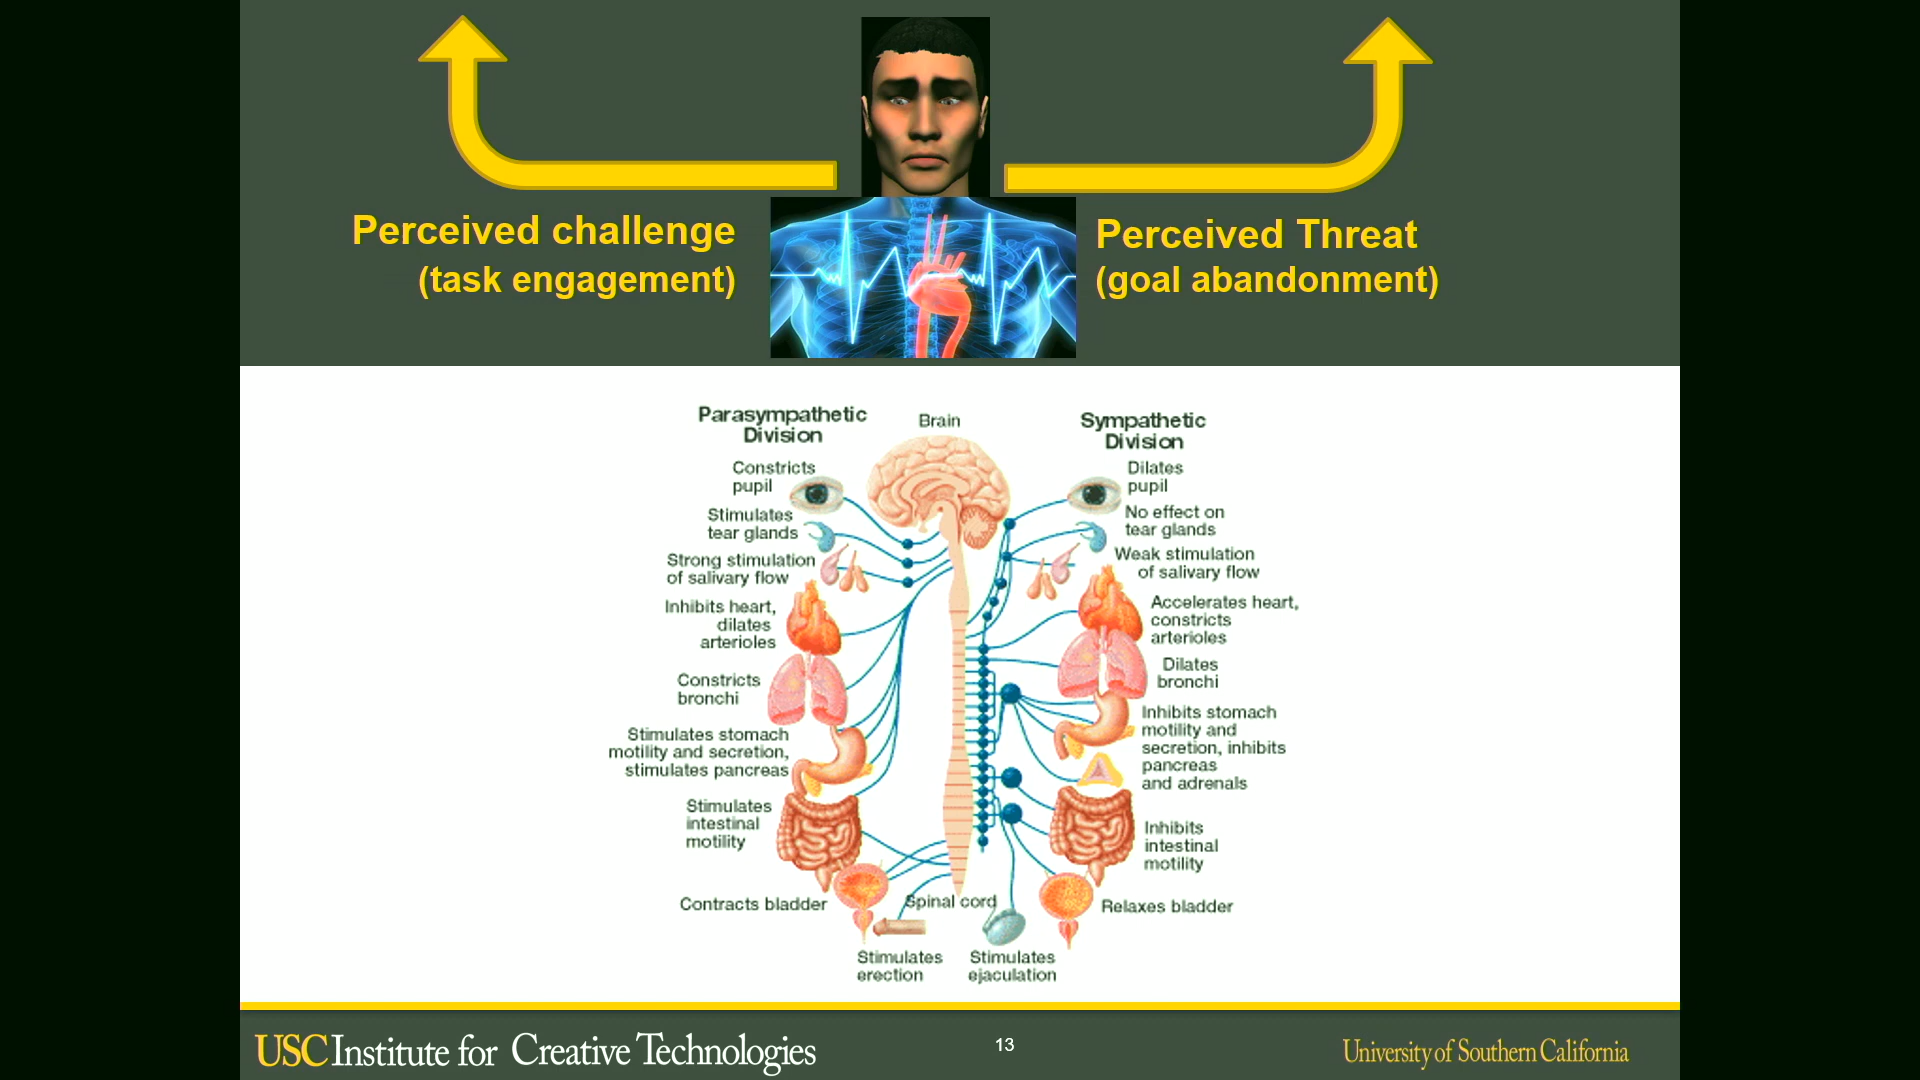 Perceived challenge
(task engagement)
Perceived Threat
(goal abandonment)
Parasympathetic
Division
Brain
Sympathetic
Division
Constricts
pupil
Stimulates
tear glands
Strong stimulation
of salivary flow
Inhibits heart,
dilates
arterioles
Constricts
bronchi
Stimulates stomach
motility and secretion,
stimulates pancreas
Stimulates
intestinal
motility
Contracts bladder
Spinal cord
Stimulates
erection
Stimulates
ejaculation
Dilates
pupil
No effect on
tear glands
Weak stimulation
of salivary flow
Accelerates heart,
constricts
arterioles
Dilates
bronchi
Inhibits stomach
motility and
secretion, inhibits
pancreas
and adrenals
Inhibits
intestinal
motility
Relaxes bladder
USC Institute for Creative Technologies
13
University of Southern California